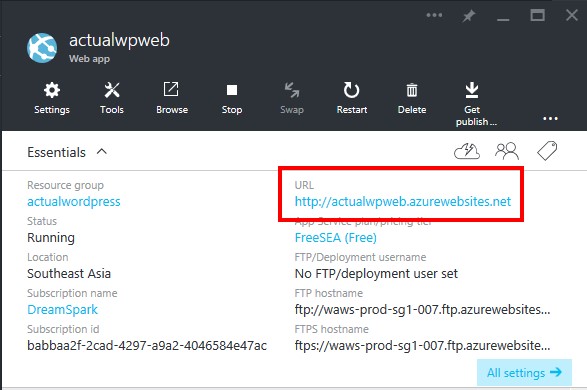 actualwpweb
Web app
Settings Tools Browse Stop Swap Restart Delete Get publish ...
Essentials
Resource group
actualwordpress
URL
http://actualwpweb.azurewebsites.net
Status
Running
App Service plan/pricing tier
FreeSEA (Free)
Location
Southeast Asia
FTP/Deployment username
No FTP/deployment user set
Subscription name
DreamSpark
FTP hostname
ftp://waws-prod-sg1-007.ftp.azurewebsites...
Subscription id
babbaa2f-2cad-4297-a9a2-4046584e47ac
FTPS hostname
ftps://waws-prod-sg1-007.ftp.azurewebsites...
All settings